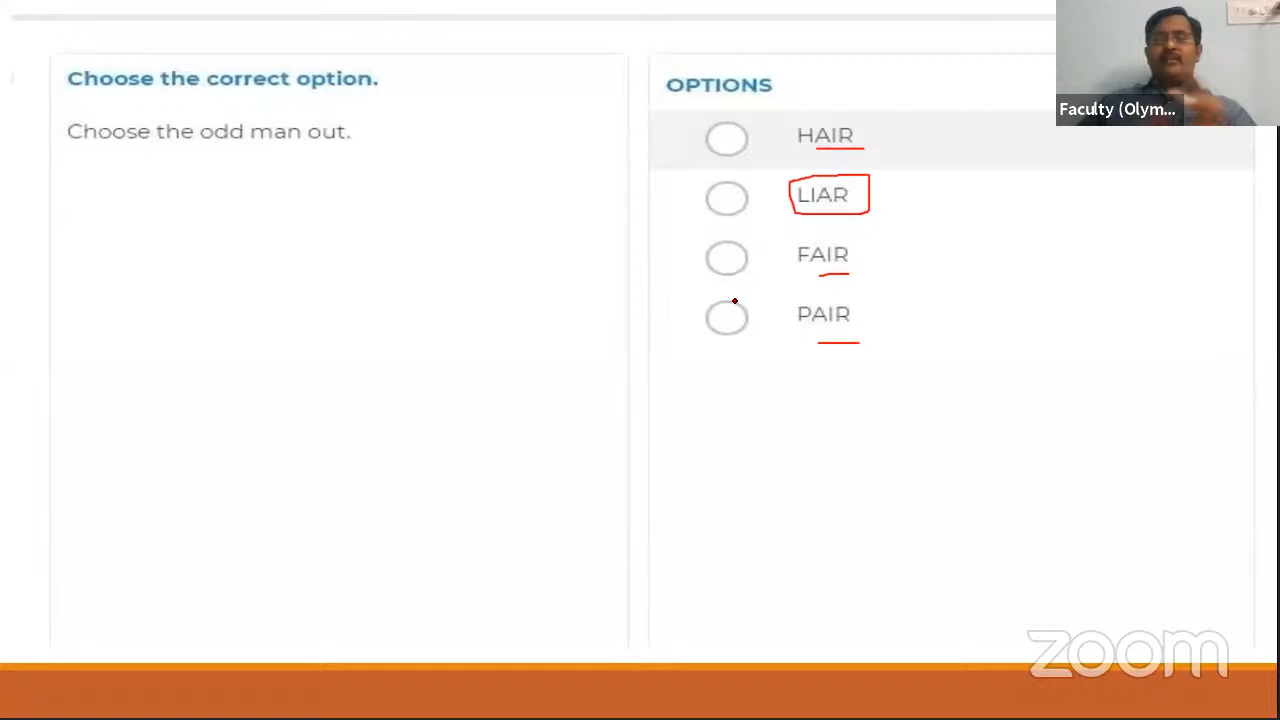 Choose the correct option.
Choose the odd man out.
OPTIONS
HAIR
LIAR
FAIR
PAIR
Faculty (Olym...
zoom